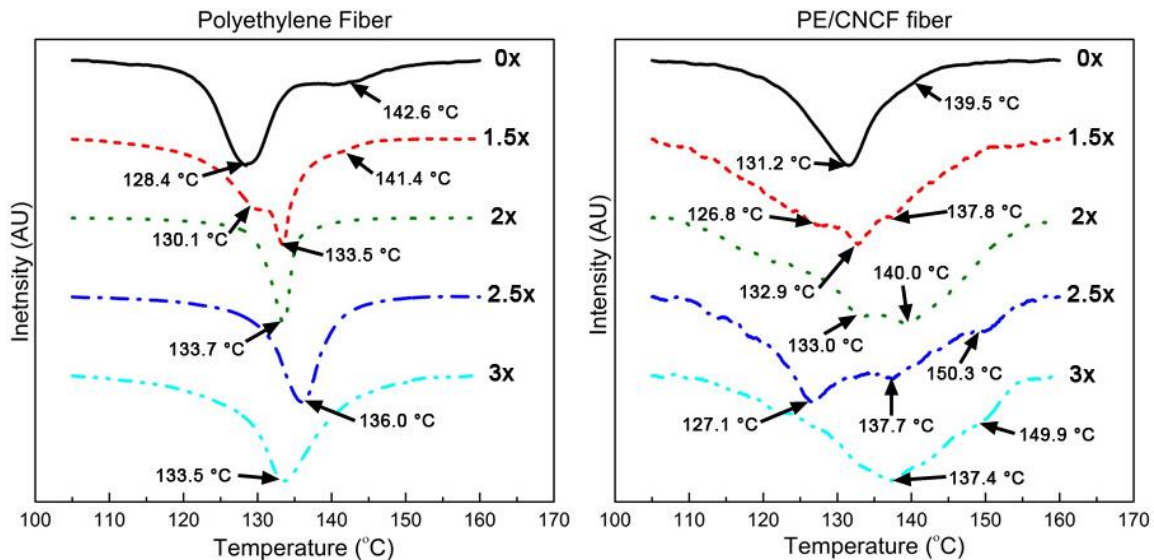 Polyethylene Fiber
0x
142.6 °C
1.5x
128.4 °C
141.4 °C
130.1 °C
133.5 °C
2x
133.7 °C
2.5x
136.0 °C
3x
133.5 °C
Inetnsity (AU)
100 110 120 130 140 150 160 170
Temperature (°C)
PE/CNCF fiber
0x
139.5 °C
131.2 °C
1.5x
126.8 °C
137.8 °C
132.9 °C
2x
140.0 °C
133.0 °C
2.5x
150.3 °C
127.1 °C
137.7 °C
3x
149.9 °C
137.4 °C
Intensity (AU)
100 110 120 130 140 150 160 170
Temperature (°C)